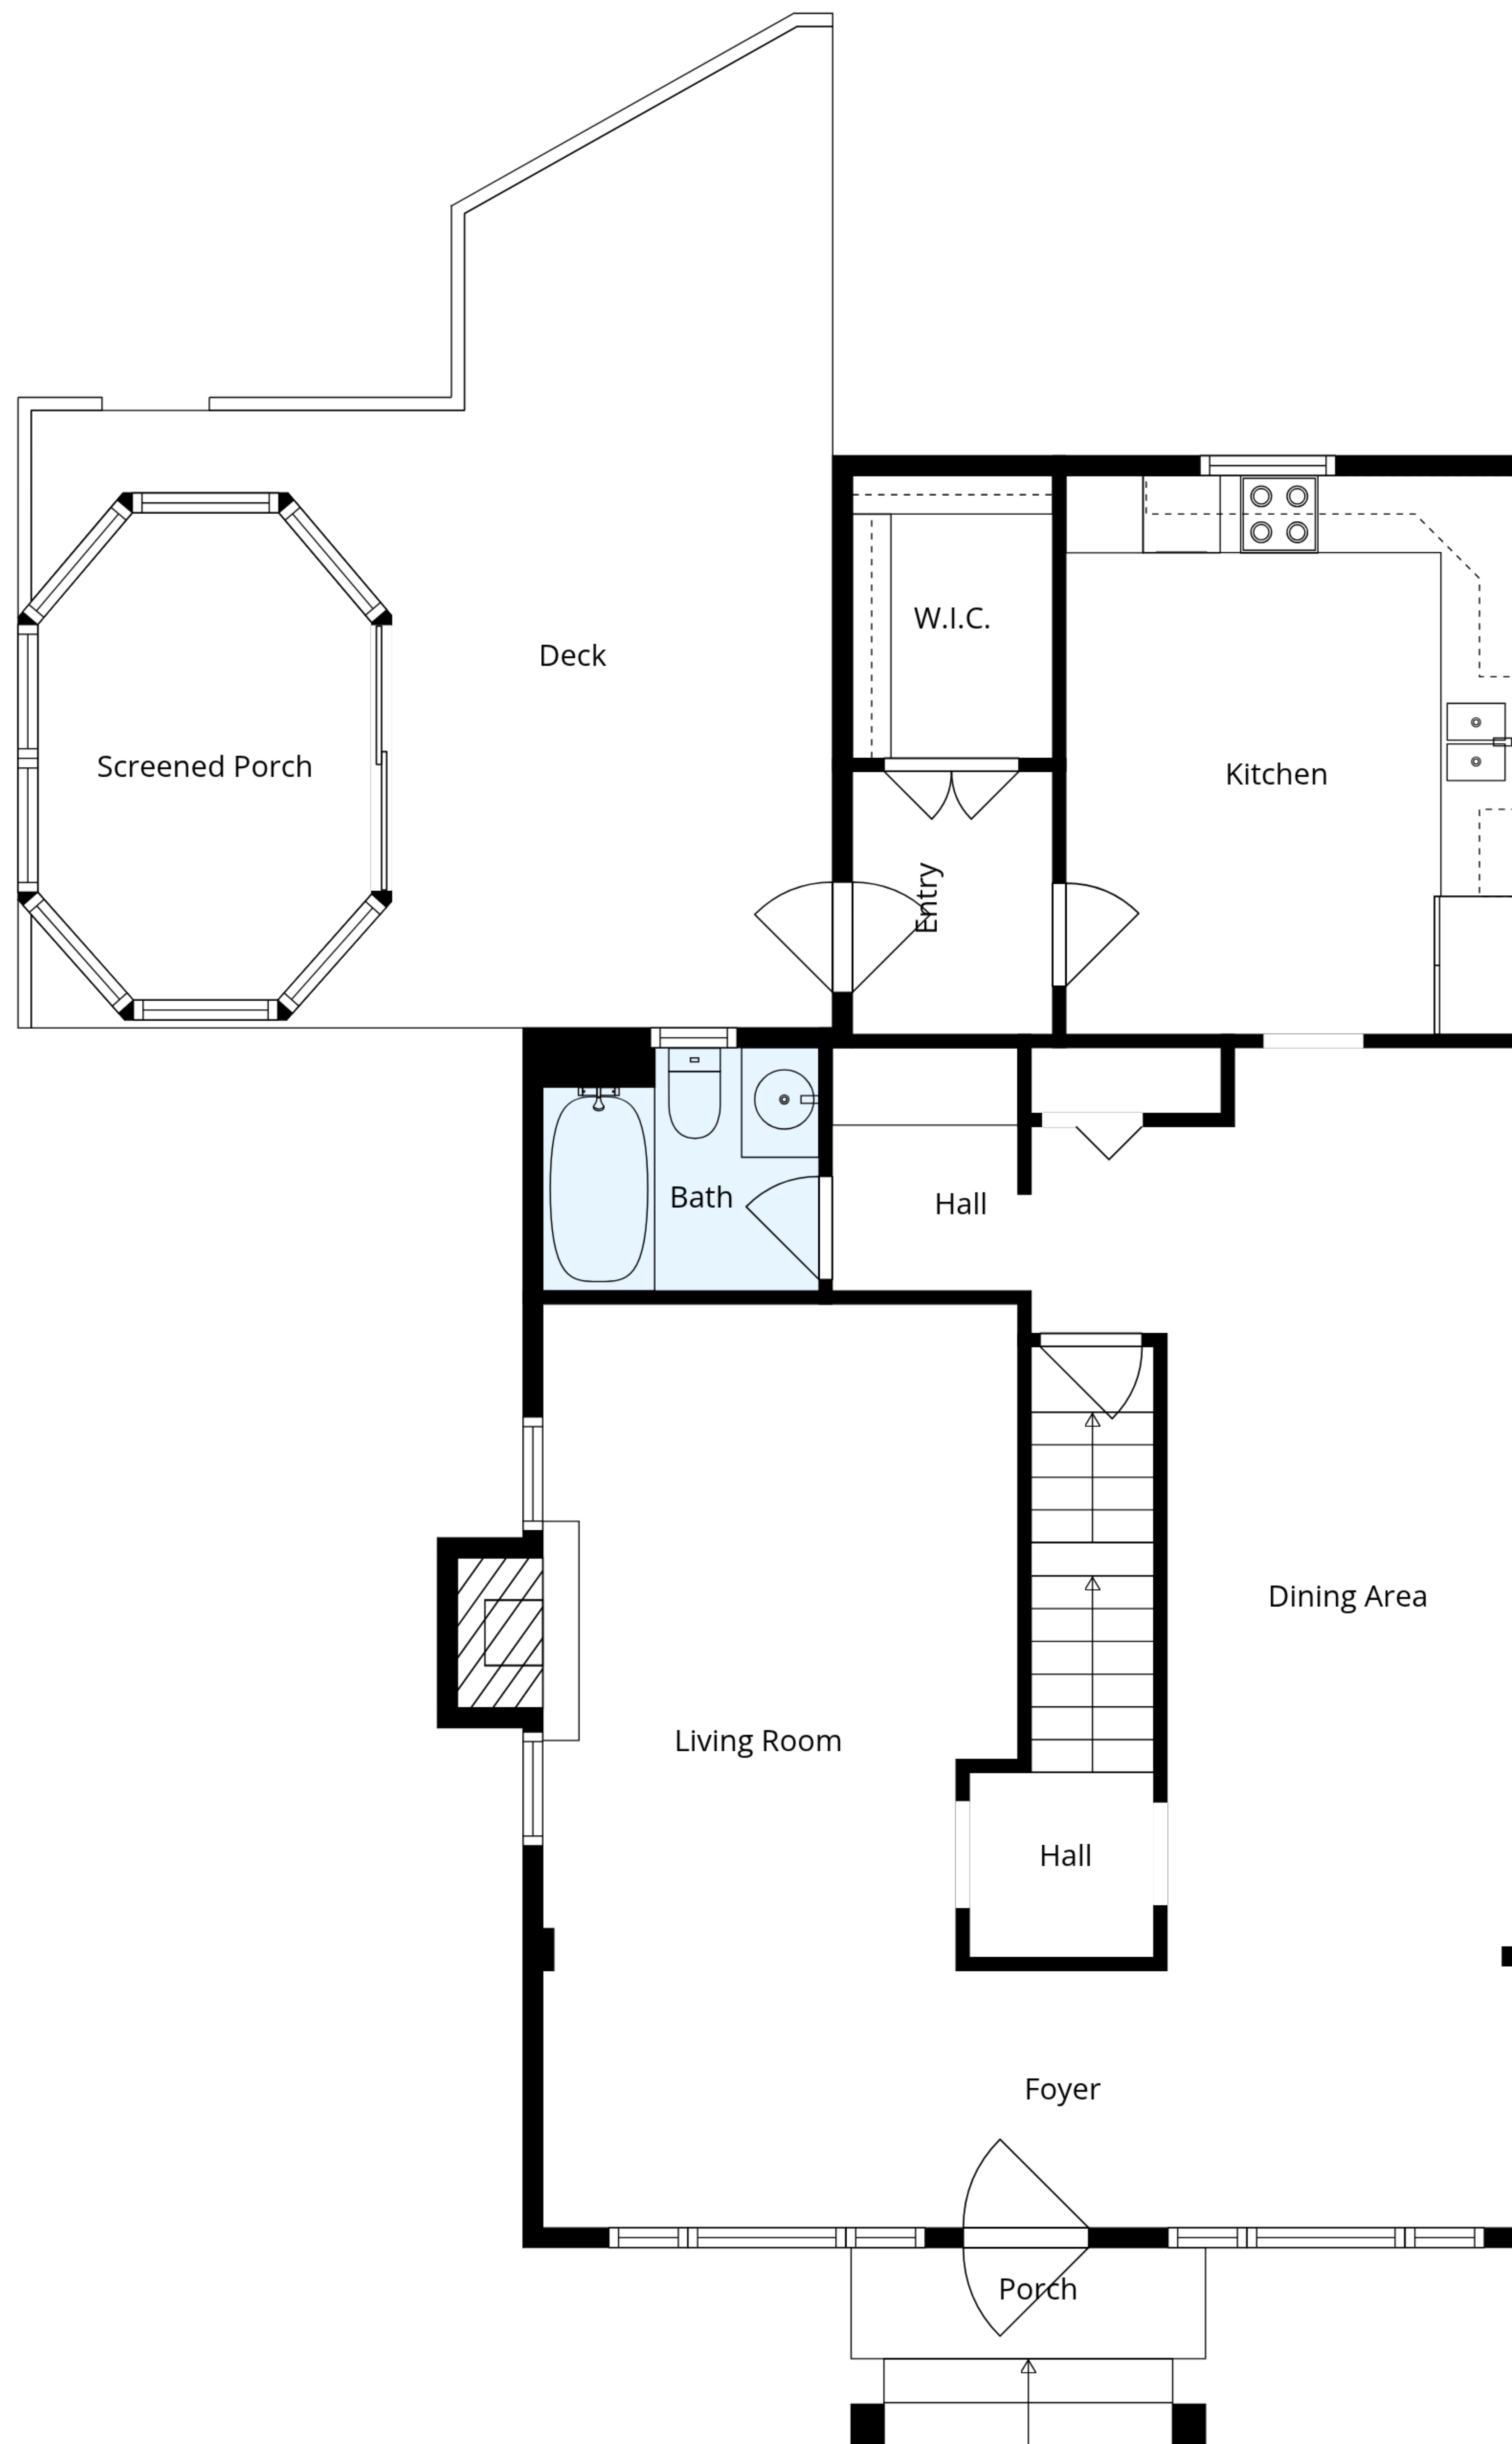 W.I.C.
Deck
Screened Porch
Kitchen
Entry
Bath
Hall
Dining Area
Living Room
Hall
Foyer
Porch